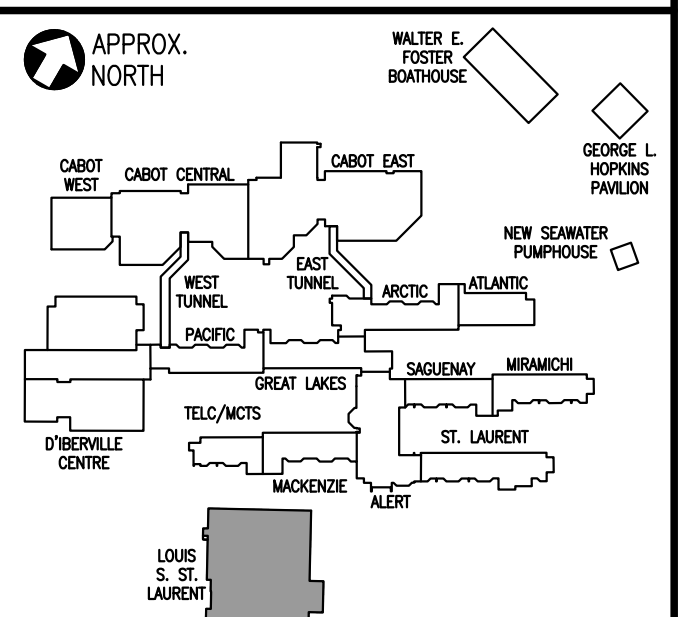 APPROX.
NORTH
WALTER E.
FOSTER
BOATHOUSE
GEORGE L.
HOPKINS
PAVILION
CABOT
WEST
CABOT CENTRAL
CABOT EAST
NEW SEAWATER
PUMPHOUSE
WEST
TUNNEL
EAST
TUNNEL
ARCTIC
ATLANTIC
PACIFIC
GREAT LAKES
SAGUENAY
MIRAMICHI
TELC/MCTS
ST. LAURENT
D'IBERVILLE
CENTRE
MACKENZIE
ALERT
LOUIS
S. ST.
LAURENT